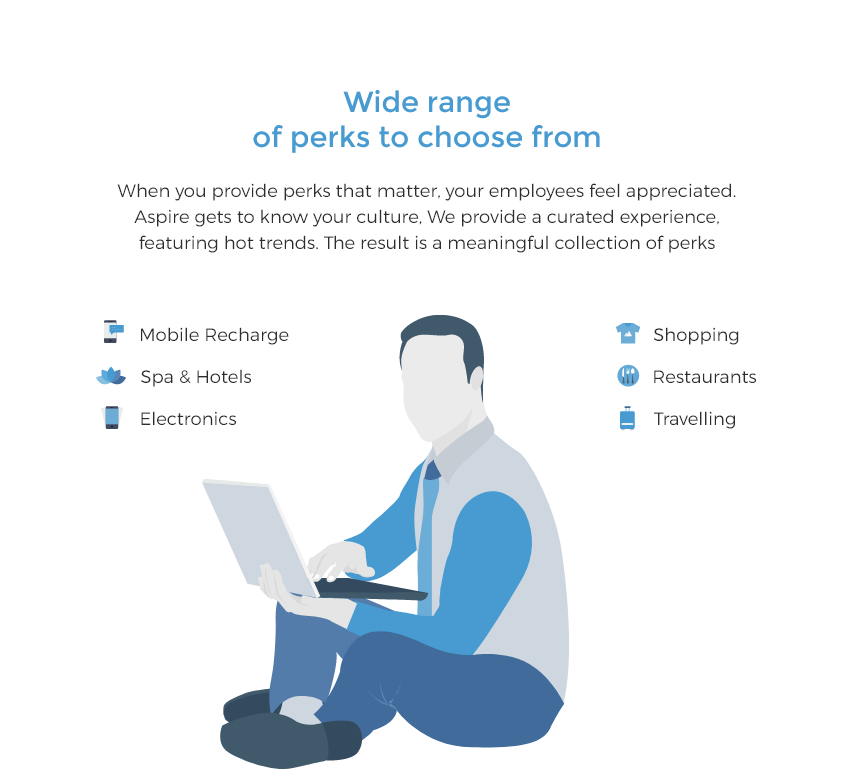 Wide range
of perks to choose from
When you provide perks that matter, your employees feel appreciated.
Aspire gets to know your culture, We provide a curated experience,
featuring hot trends. The result is a meaningful collection of perks
Mobile Recharge
Spa & Hotels
Electronics
Shopping
Restaurants
Travelling